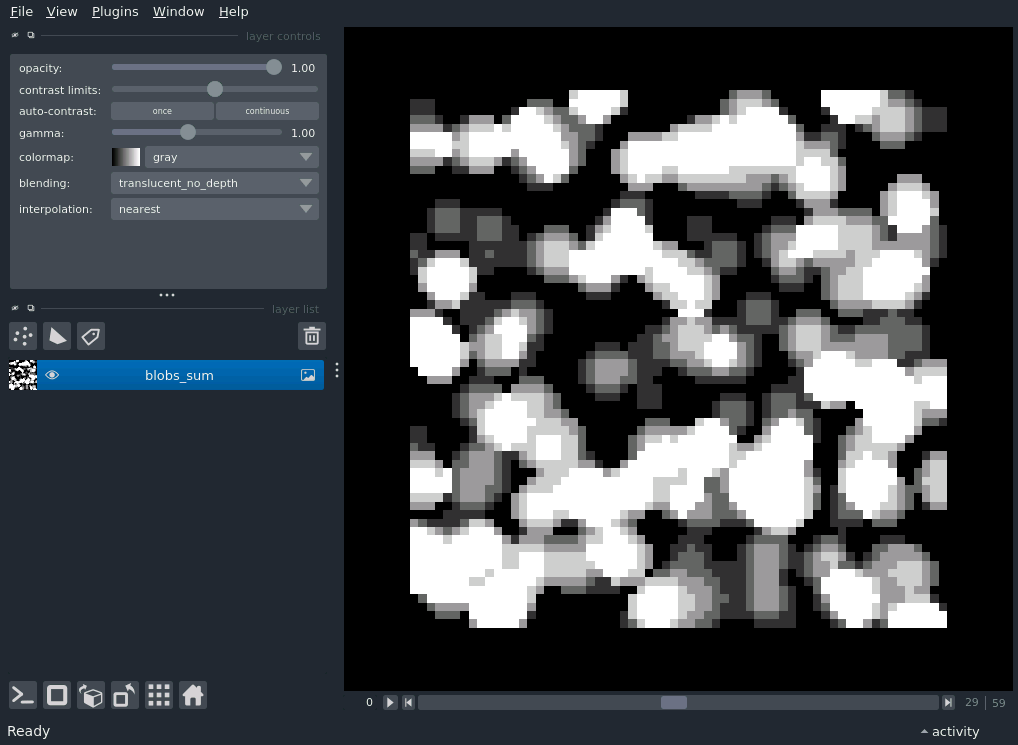 File View Plugins Window Help
layer controls
opacity: 1.00
contrast limits:
auto-contrast: once continuous
gamma: 1.00
colormap: gray
blending: translucent_no_depth
interpolation: nearest
layer list
blobs_sum
0 29 | 59
Ready activity